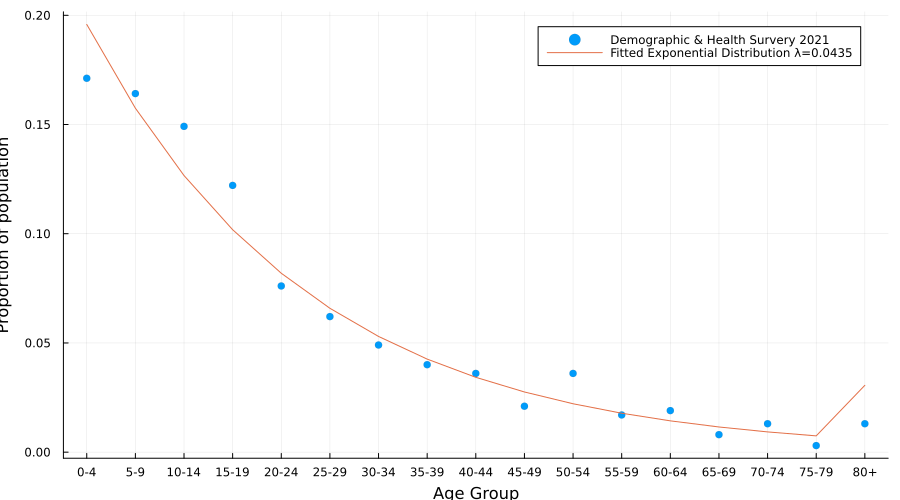 0.20
0.15
0.10
0.05
0.00
Proportion of population
Demographic & Health Survery 2021
Fitted Exponential Distribution λ=0.0435
0-4 5-9 10-14 15-19 20-24 25-29 30-34 35-39 40-44 45-49 50-54 55-59 60-64 65-69 70-74 75-79 80+
Age Group